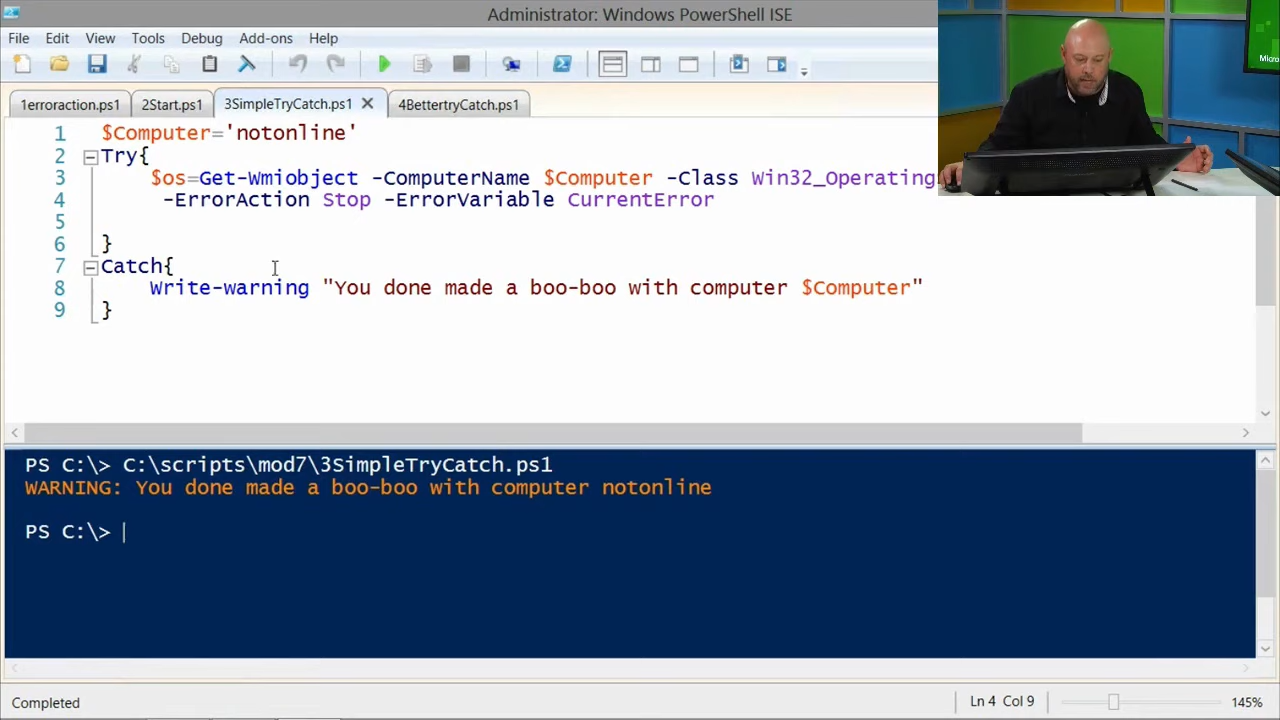 Administrator: Windows PowerShell ISE
File Edit View Tools Debug Add-ons Help
1erroraction.ps1 2Start.ps1 3SimpleTryCatch.ps1 4BettertryCatch.ps1
1 $Computer='notonline'
2 Try{
3 $os=Get-Wmiobject -ComputerName $Computer -Class Win32_Operating
4 -ErrorAction Stop -ErrorVariable CurrentError
5
6 }
7 Catch{
8 Write-warning "You done made a boo-boo with computer $Computer"
9 }
PS C:\> C:\scripts\mod7\3SimpleTryCatch.ps1
WARNING: You done made a boo-boo with computer notonline
PS C:\>
Completed Ln 4 Col 9 145%
Micro